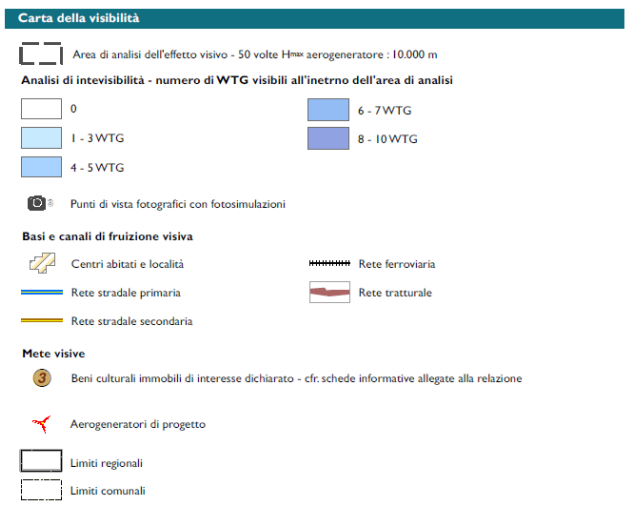 Carta della visibilità
Area di analisi dell'effetto visivo - 50 volte Hmax aerogeneratore : 10.000 m
Analisi di intevisibilità - numero di WTG visibili all'inetrno dell'area di analisi
0
6 - 7 WTG
1 - 3 WTG
8 - 10 WTG
4 - 5 WTG
Punti di vista fotografici con fotosimulazioni
Basi e canali di fruizione visiva
Centri abitati e località
Rete ferroviaria
Rete stradale primaria
Rete tratturale
Rete stradale secondaria
Mete visive
3
Beni culturali immobili di interesse dichiarato - cfr. schede informative allegate alla relazione
Aerogeneratori di progetto
Limiti regionali
Limiti comunali